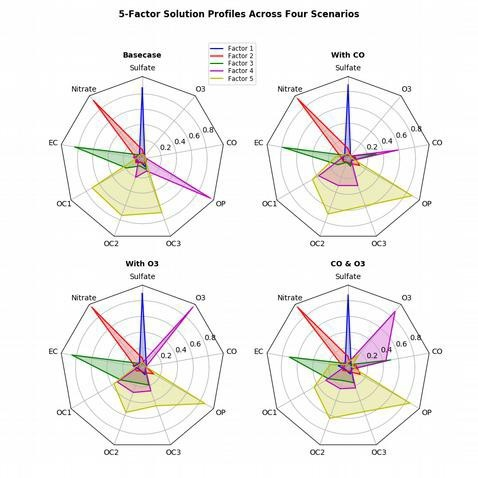 5-Factor Solution Profiles Across Four Scenarios
Factor 1
Factor 2
Factor 3
Factor 4
Factor 5
Basecase
Sulfate
Nitrate
O3
EC
CO
OC1
OP
OC2
OC3
0.2 0.4 0.6 0.8
With CO
Sulfate
Nitrate
O3
EC
CO
OC1
OP
OC2
OC3
0.2 0.4 0.6 0.8
With O3
Sulfate
Nitrate
O3
EC
CO
OC1
OP
OC2
OC3
0.2 0.4 0.6 0.8
CO & O3
Sulfate
Nitrate
O3
EC
CO
OC1
OP
OC2
OC3
0.2 0.4 0.6 0.8